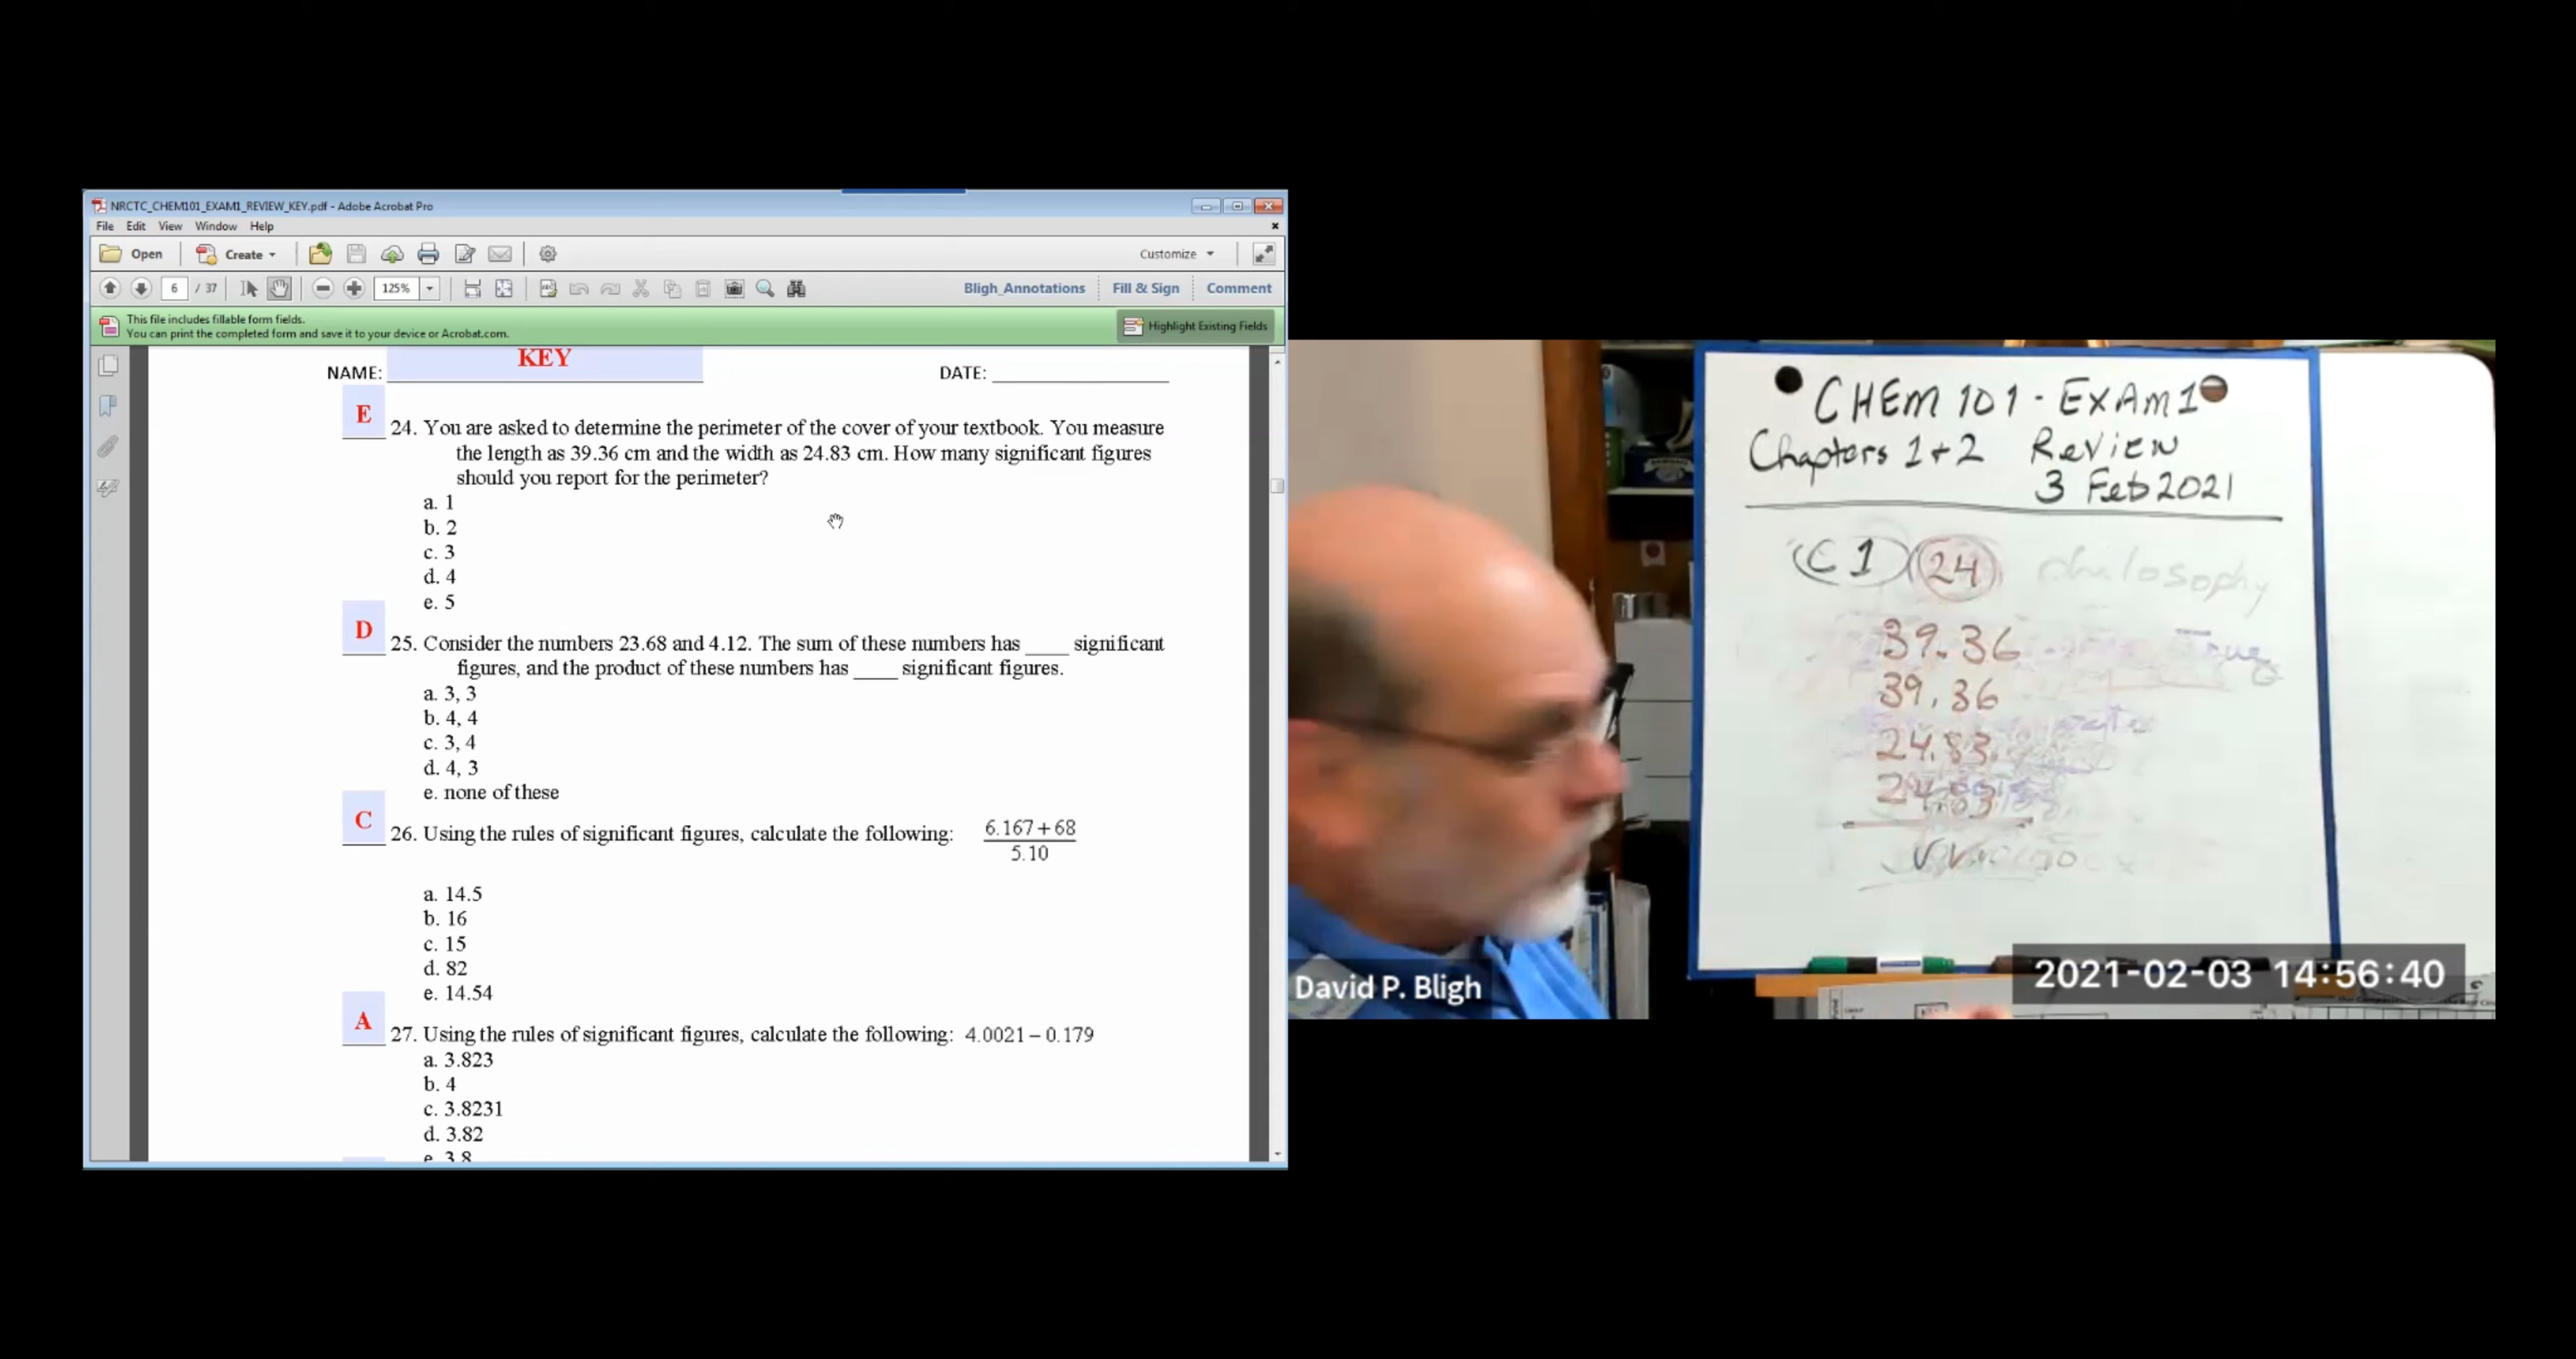 NRCTC_CHEM101_EXAM1_REVIEW_KEY.pdf - Adobe Acrobat Pro
File Edit View Window Help
Open Create Customize
6 / 37 125% Bligh_Annotations Fill & Sign Comment
This file includes fillable form fields.
You can print the completed form and save it to your device or Acrobat.com.
Highlight Existing Fields
KEY
NAME: DATE:
E
24. You are asked to determine the perimeter of the cover of your textbook. You measure
the length as 39.36 cm and the width as 24.83 cm. How many significant figures
should you report for the perimeter?
a. 1
b. 2
c. 3
d. 4
e. 5
D
25. Consider the numbers 23.68 and 4.12. The sum of these numbers has ____ significant
figures, and the product of these numbers has ____ significant figures.
a. 3, 3
b. 4, 4
c. 3, 4
d. 4, 3
e. none of these
C
26. Using the rules of significant figures, calculate the following: 6.167 + 68
5.10
a. 14.5
b. 16
c. 15
d. 82
e. 14.54
A
27. Using the rules of significant figures, calculate the following: 4.0021 – 0.179
a. 3.823
b. 4
c. 3.8231
d. 3.82
e. 3.8
CHEM 101 - EXAM 1
Chapters 1 + 2 Review
3 Feb 2021
C 1 24 philosophy
39.36
39.36
24.83
David P. Bligh
2021-02-03 14:56:40